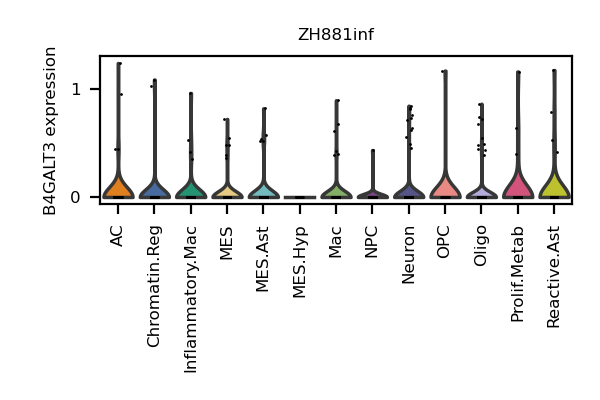 ZH881inf
B4GALT3 expression
1
0
AC
Chromatin.Reg
Inflammatory.Mac
MES
MES.Ast
MES.Hyp
Mac
NPC
Neuron
OPC
Oligo
Prolif.Metab
Reactive.Ast